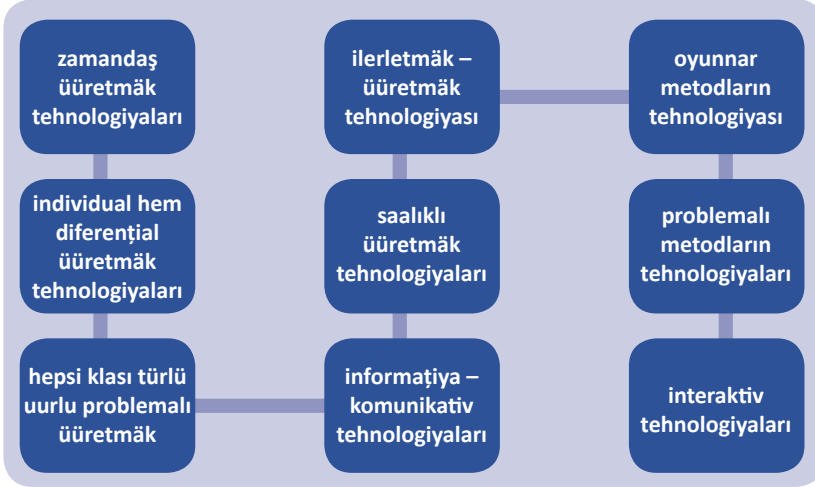 zamandaş
üüretmäk
tehnologiyaları
individual hem
diferențial
üüretmäk
tehnologiyaları
hepsi klası türlü
uurlu problemalı
üüretmäk
informațiya –
komunikativ
tehnologiyaları
saalıklı
üüretmäk
tehnologiyaları
ilerletmäk –
üüretmäk
tehnologiyası
oyunnar
metodların
tehnologiyası
problemalı
metodların
tehnologiyaları
interaktiv
tehnologiyaları